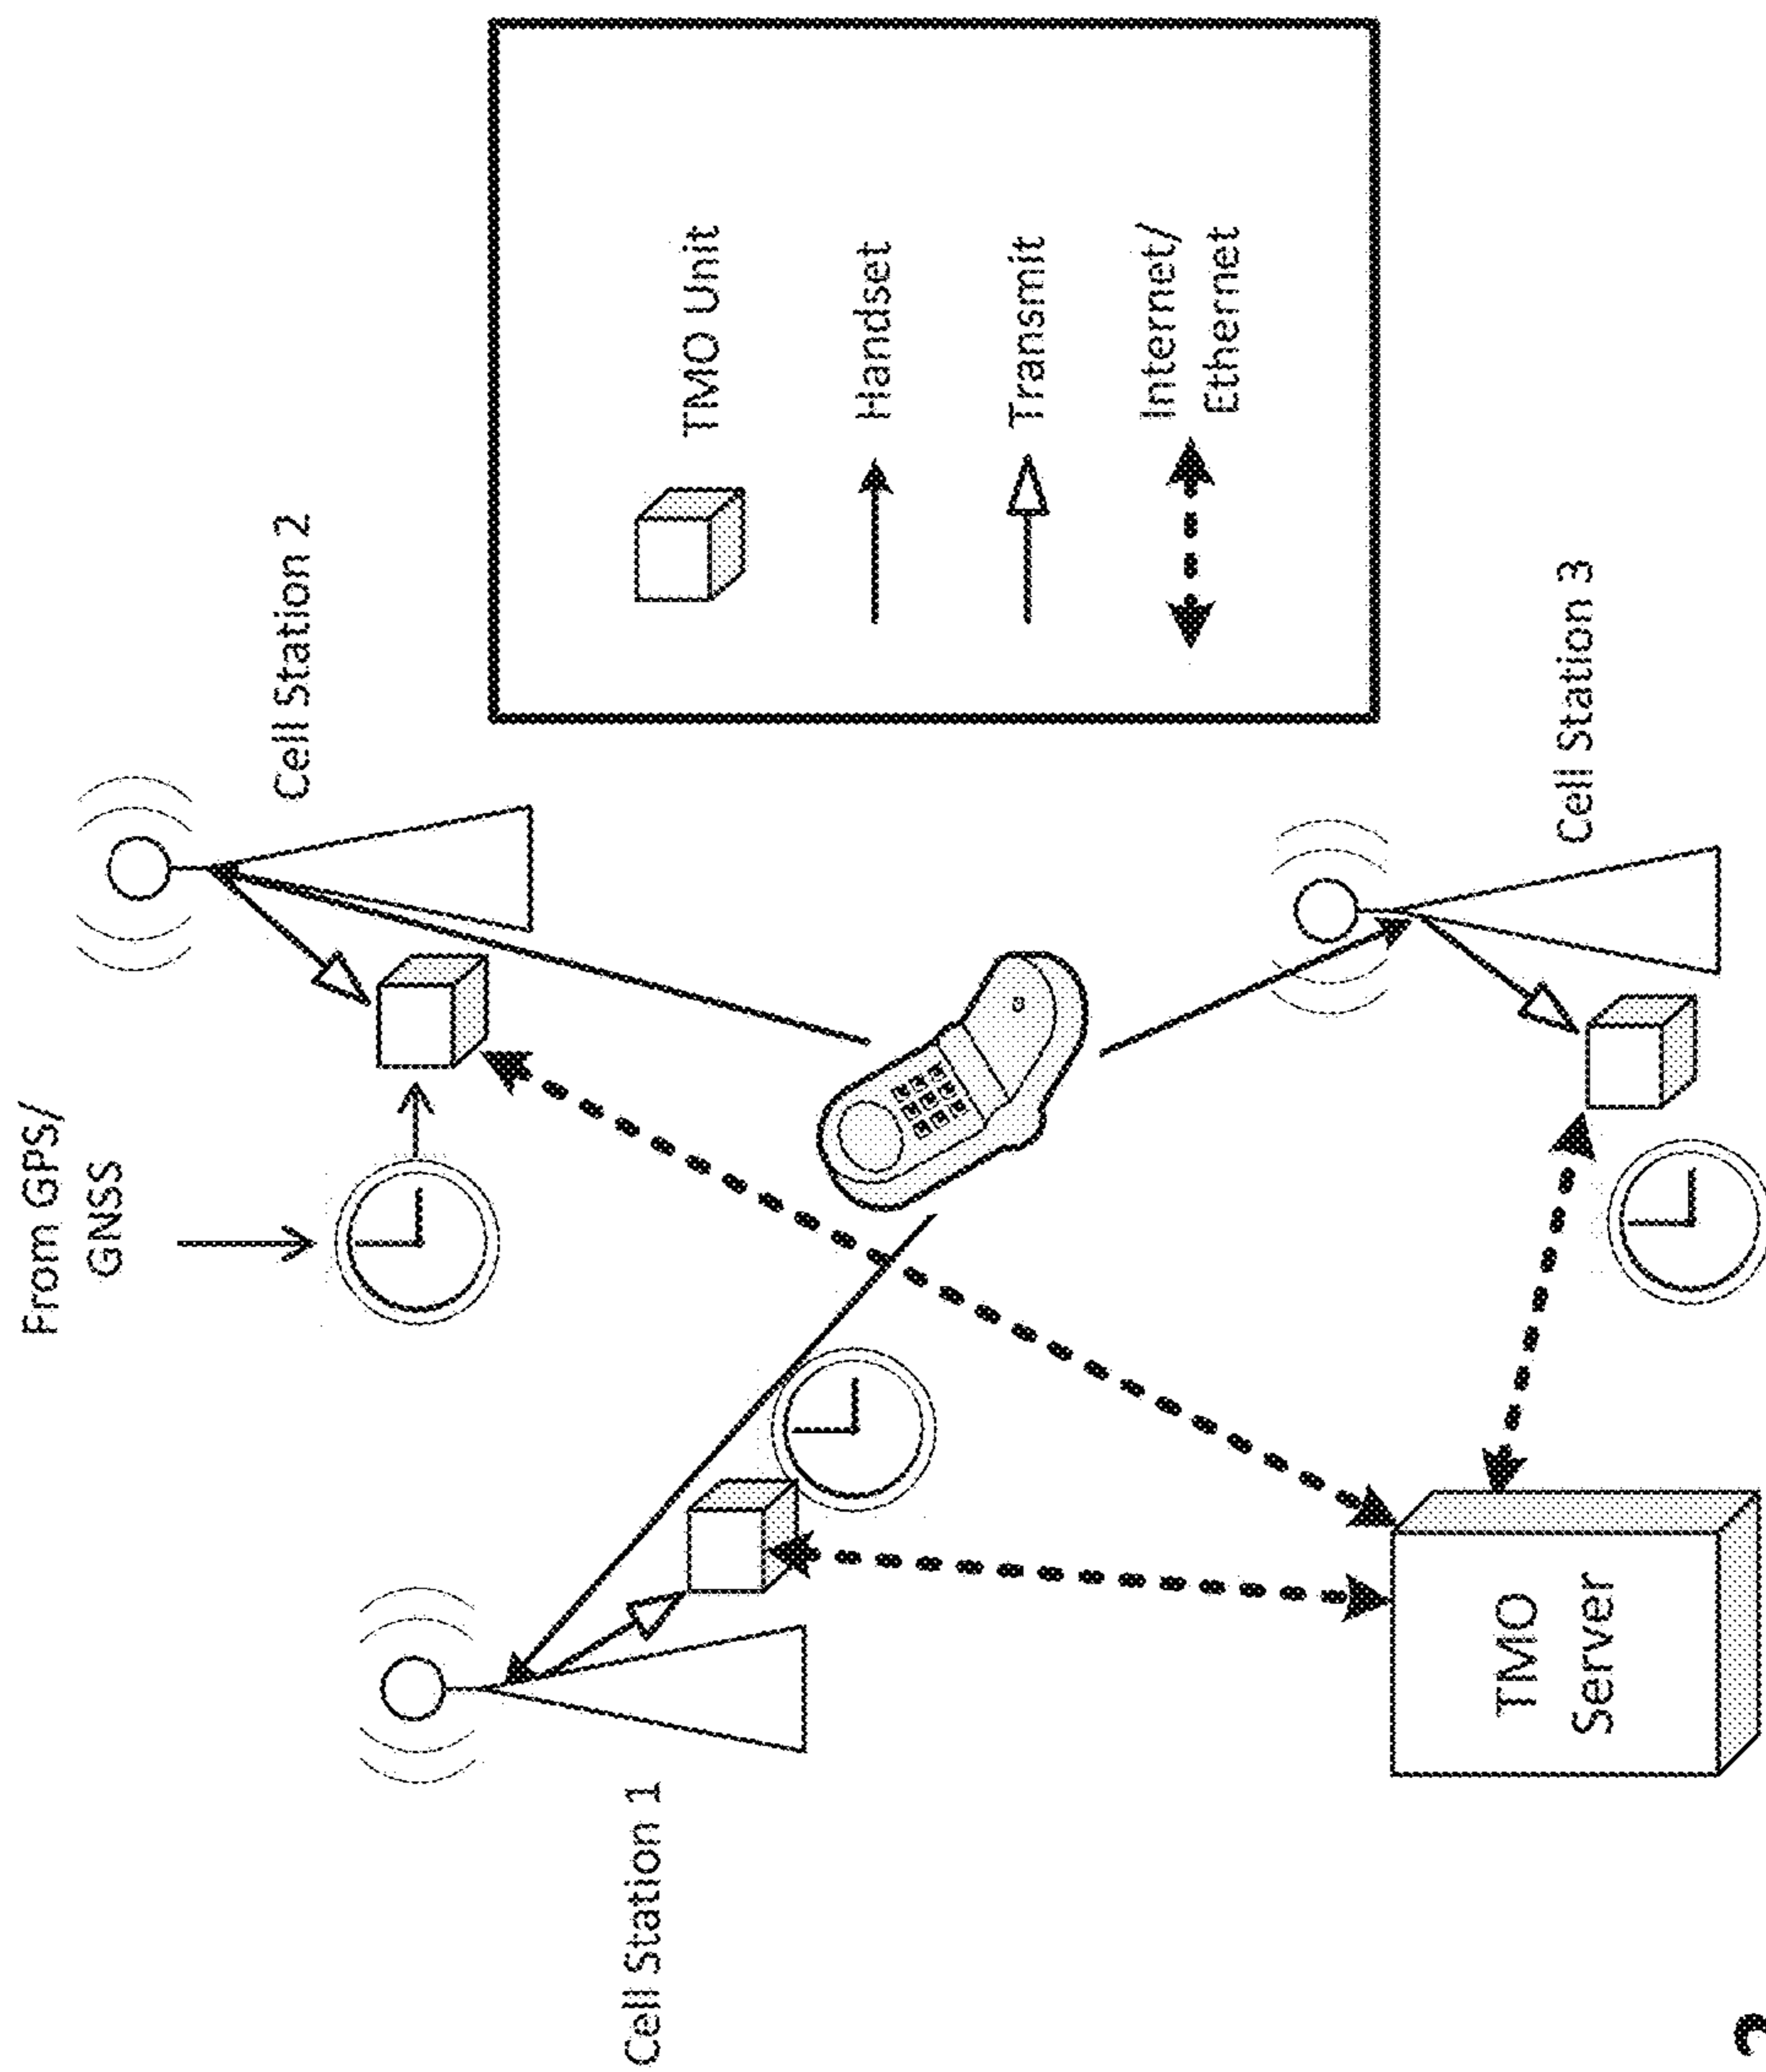 From GPS/
GNSS
Cell Station 2
Cell Station 1
TMO Unit
Handset
Transmit
Internet/
Ethernet
TMO
Server
Cell Station 3